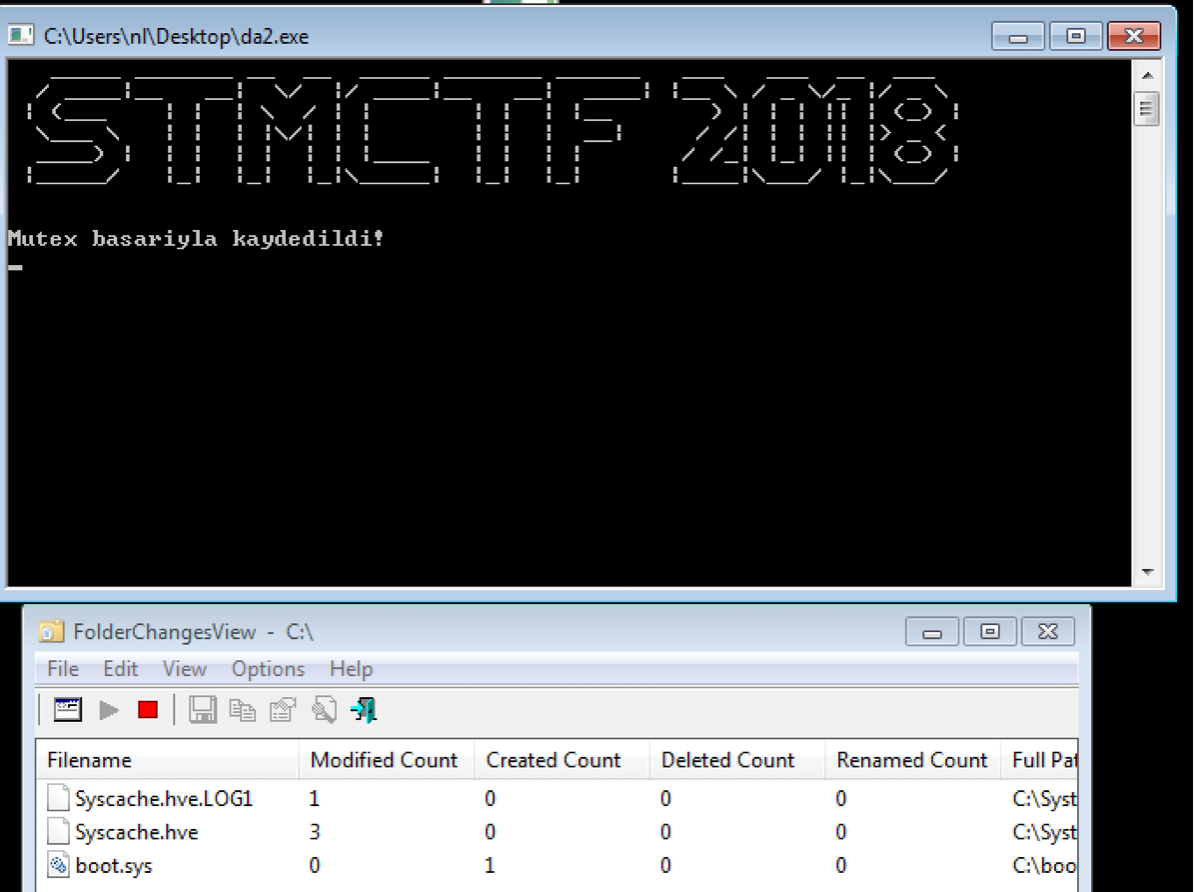 C:\Users\nl\Desktop\da2.exe
STMCTF 2018
Mutex basariyla kaydedildi!
FolderChangesView - C:\
File Edit View Options Help
Filename Modified Count Created Count Deleted Count Renamed Count Full Pat
Syscache.hve.LOG1 1 0 0 0 C:\Syst
Syscache.hve 3 0 0 0 C:\Syst
boot.sys 0 1 0 0 C:\boo